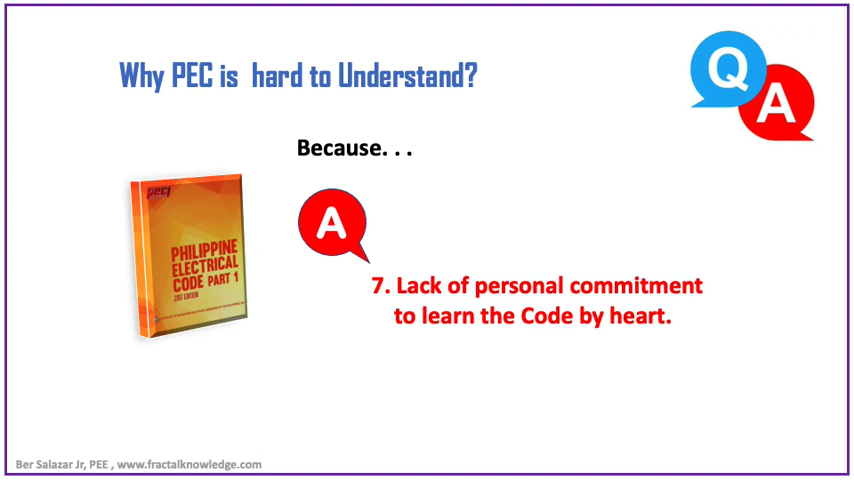 Why PEC is hard to Understand?
Q
A
Because. . .
pec1
PHILIPPINE
ELECTRICAL
CODE PART 1
2017 EDITION
A
7. Lack of personal commitment
to learn the Code by heart.
Ber Salazar Jr, PEE , www.fractalknowledge.com